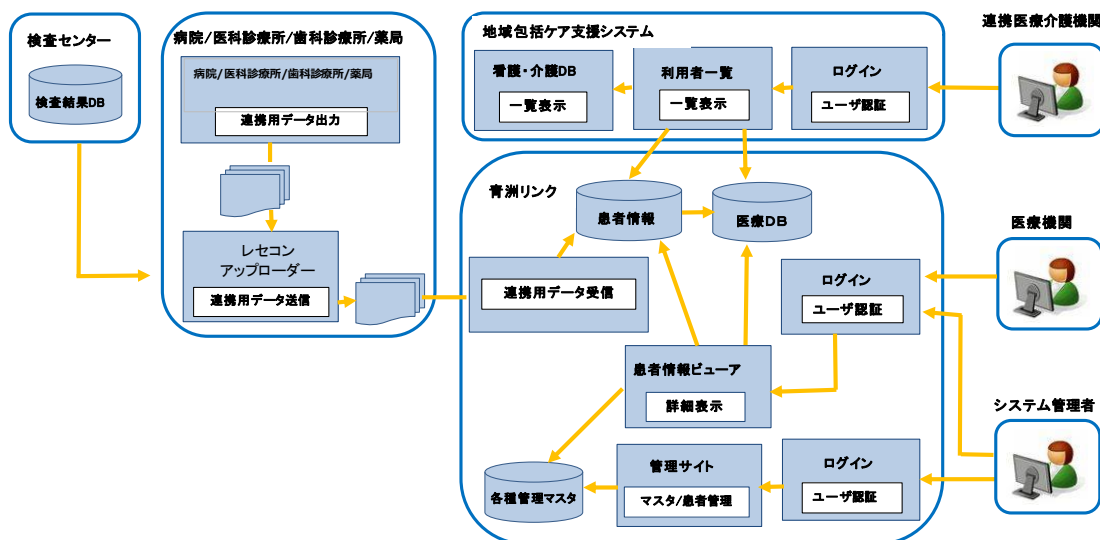 検査センター
検査結果DB
病院/医科診療所/歯科診療所/薬局
病院/医科診療所/歯科診療所/薬局
連携用データ出力
レセコン
アップローダー
連携用データ送信
地域包括ケア支援システム
看護・介護DB
一覧表示
利用者一覧
一覧表示
ログイン
ユーザ認証
連携医療介護機関
青洲リンク
患者情報
医療DB
連携用データ受信
ログイン
ユーザ認証
医療機関
患者情報ビューア
詳細表示
システム管理者
各種管理マスタ
管理サイト
マスタ/患者管理
ログイン
ユーザ認証